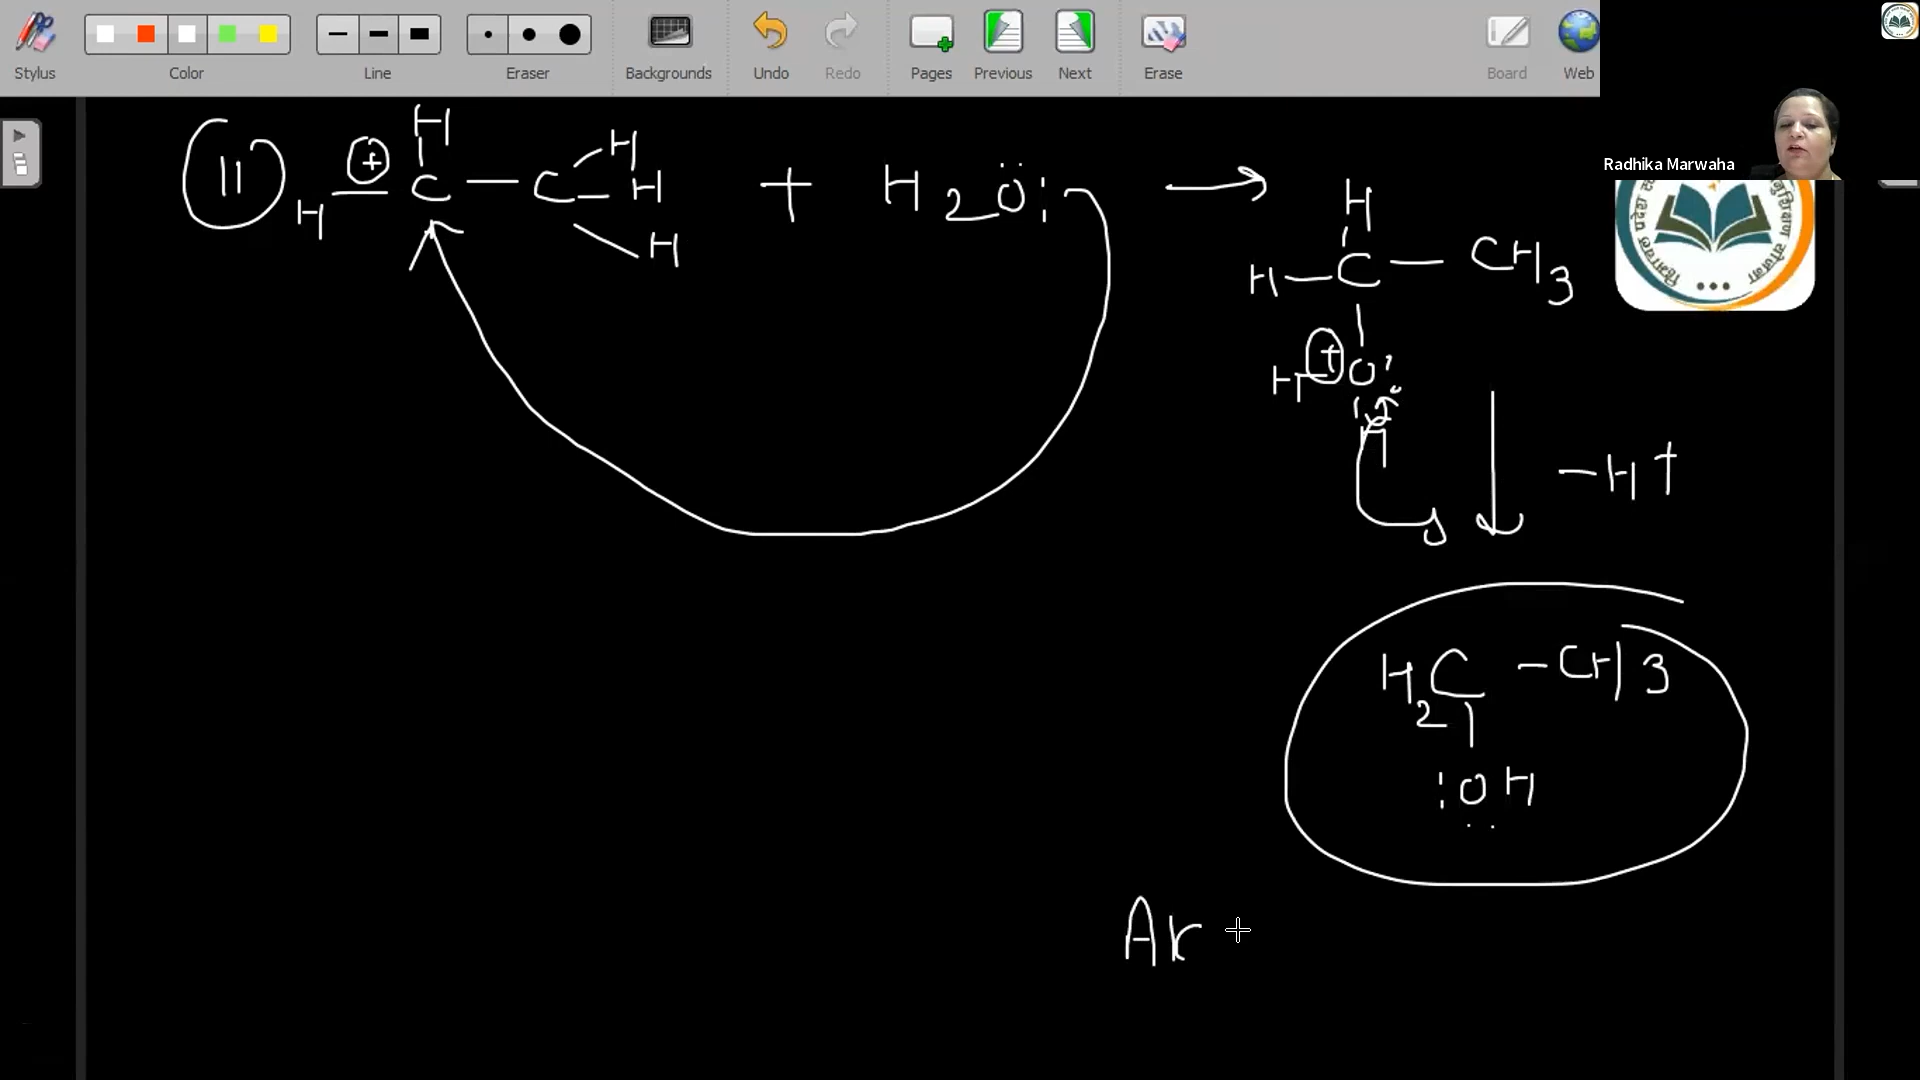 Stylus Color Line Eraser Backgrounds Undo Redo Pages Previous Next Erase Board Web
Radhika Marwaha
II H ⊕ C H — C H H H + H2Ö: →
H
H — C — CH3
H ⊕ O:
H
- H+
H2C - CH3
:OH
Ar